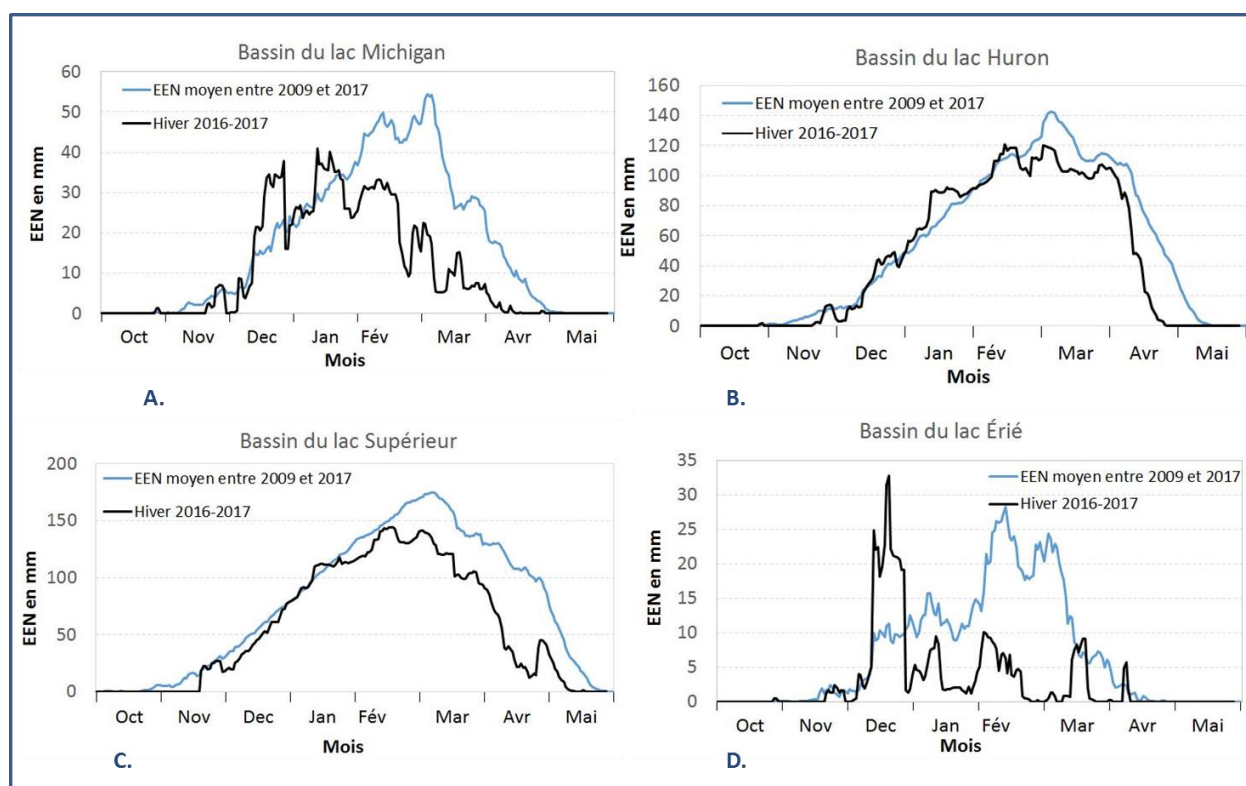 Bassin du lac Michigan
60
50
40
30
20
10
0
EEN en mm
EEN moyen entre 2009 et 2017
Hiver 2016-2017
Oct Nov Dec Jan Fév Mar Avr Mai
Mois
A.
Bassin du lac Huron
160
140
120
100
80
60
40
20
0
EEN en mm
EEN moyen entre 2009 et 2017
Hiver 2016-2017
Oct Nov Dec Jan Fév Mar Avr Mai
Mois
B.
Bassin du lac Supérieur
200
150
100
50
0
EEN en mm
EEN moyen entre 2009 et 2017
Hiver 2016-2017
Oct Nov Dec Jan Fév Mar Avr Mai
Mois
C.
Bassin du lac Érié
35
30
25
20
15
10
5
0
EEN en mm
EEN moyen entre 2009 et 2017
Hiver 2016-2017
Oct Nov Dec Jan Fév Mar Avr Mai
Mois
D.